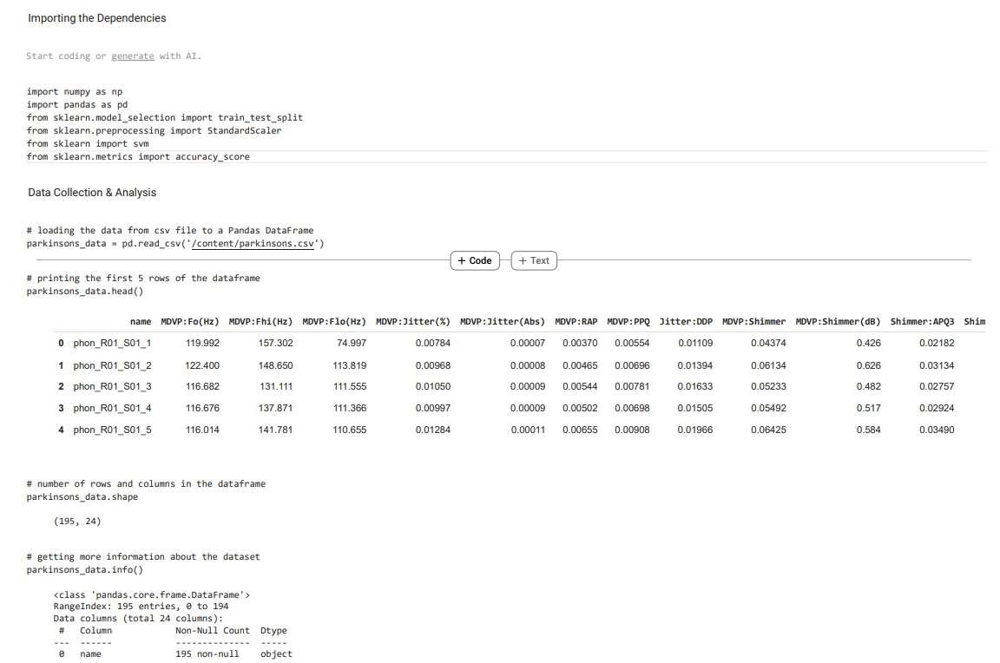 Importing the Dependencies
Start coding or generate with AI.
import numpy as np
import pandas as pd
from sklearn.model_selection import train_test_split
from sklearn.preprocessing import StandardScaler
from sklearn import svm
from sklearn.metrics import accuracy_score
Data Collection & Analysis
# loading the data from csv file to a Pandas DataFrame
parkinsons_data = pd.read_csv('/content/parkinsons.csv')
+ Code + Text
# printing the first 5 rows of the dataframe
parkinsons_data.head()
name MDVP:Fo(Hz) MDVP:Fhi(Hz) MDVP:Flo(Hz) MDVP:Jitter(%) MDVP:Jitter(Abs) MDVP:RAP MDVP:PPQ Jitter:DDP MDVP:Shimmer MDVP:Shimmer(dB) Shimmer:APQ3 Shim
0 phon_R01_S01_1 119.992 157.302 74.997 0.00784 0.00007 0.00370 0.00554 0.01109 0.04374 0.426 0.02182
1 phon_R01_S01_2 122.400 148.650 113.819 0.00968 0.00008 0.00465 0.00696 0.01394 0.06134 0.626 0.03134
2 phon_R01_S01_3 116.682 131.111 111.555 0.01050 0.00009 0.00544 0.00781 0.01633 0.05233 0.482 0.02757
3 phon_R01_S01_4 116.676 137.871 111.366 0.00997 0.00009 0.00502 0.00698 0.01505 0.05492 0.517 0.02924
4 phon_R01_S01_5 116.014 141.781 110.655 0.01284 0.00011 0.00655 0.00908 0.01966 0.06425 0.584 0.03490
# number of rows and columns in the dataframe
parkinsons_data.shape
(195, 24)
# getting more information about the dataset
parkinsons_data.info()
<class 'pandas.core.frame.DataFrame'>
RangeIndex: 195 entries, 0 to 194
Data columns (total 24 columns):
# Column Non-Null Count Dtype
--- ------ -------------- -----
0 name 195 non-null object